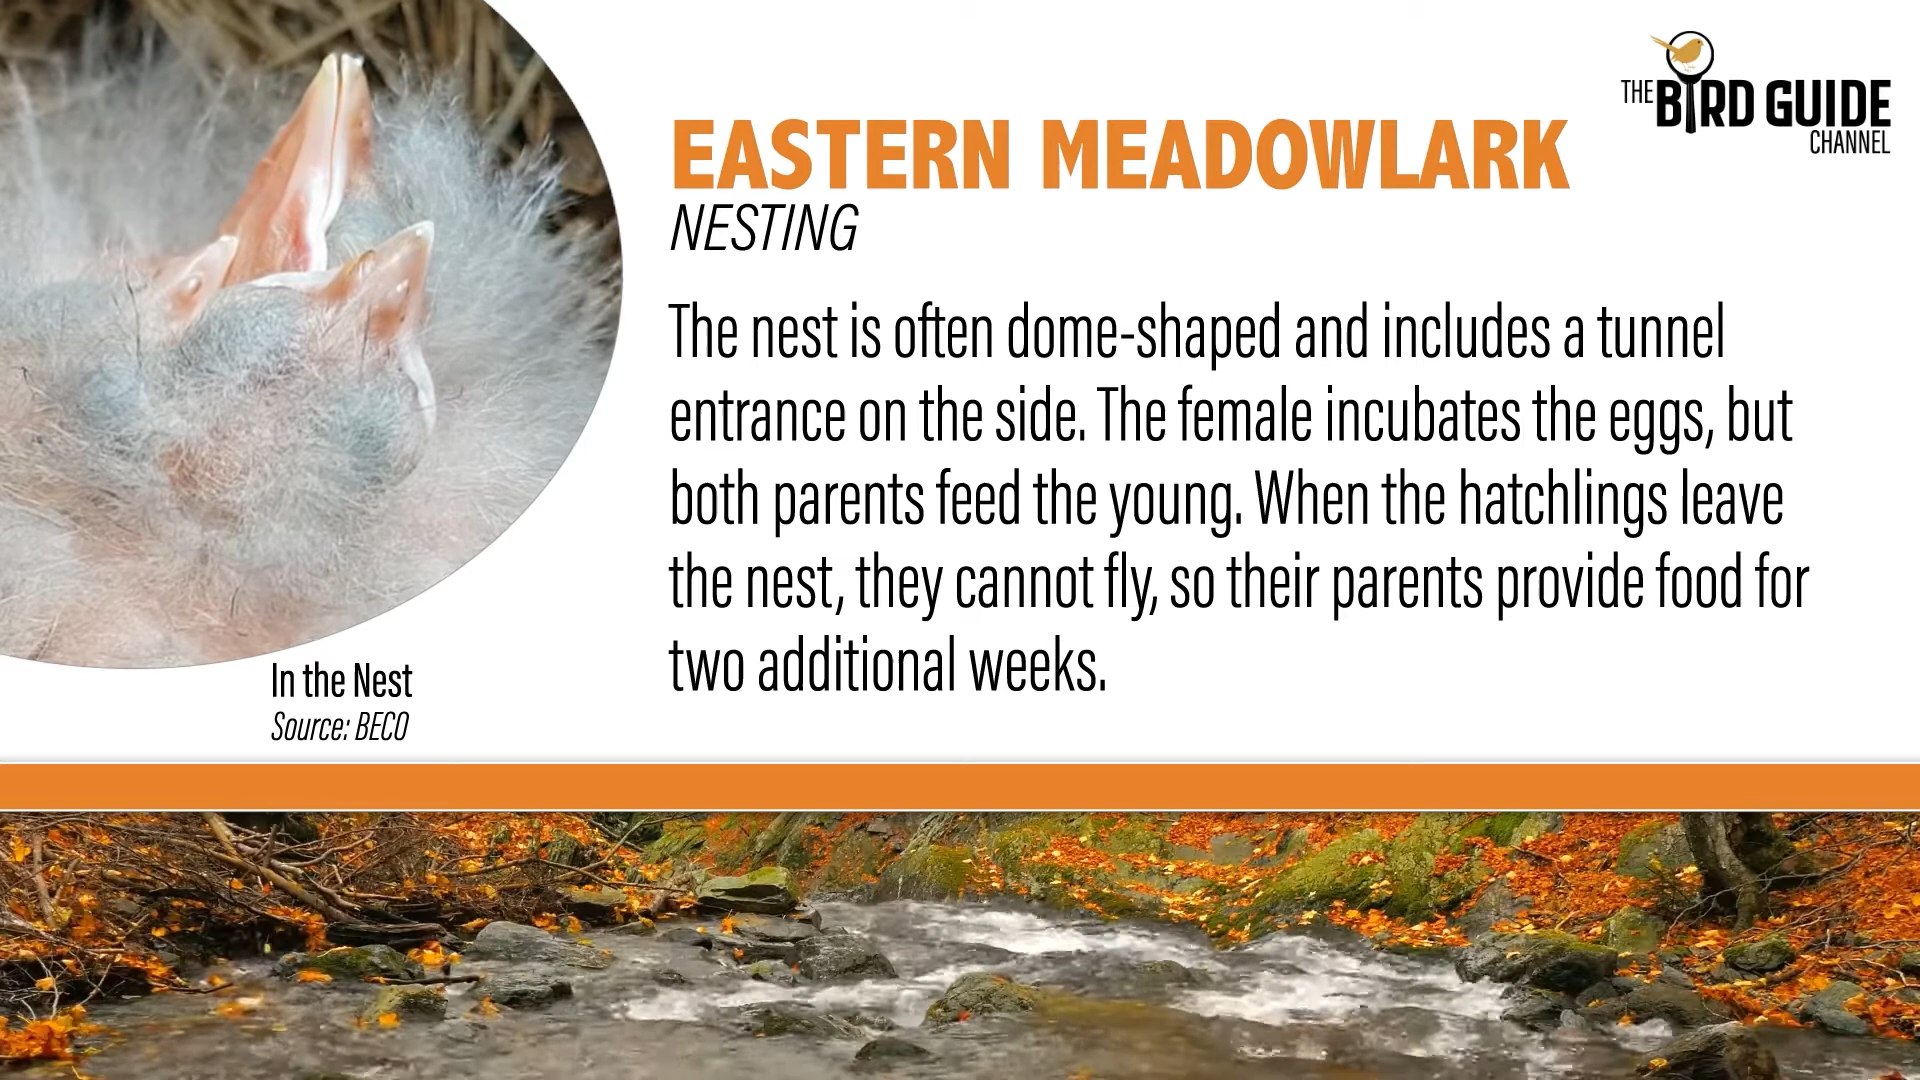 THE BIRD GUIDE
CHANNEL
EASTERN MEADOWLARK
NESTING
The nest is often dome-shaped and includes a tunnel
entrance on the side. The female incubates the eggs, but
both parents feed the young. When the hatchlings leave
the nest, they cannot fly, so their parents provide food for
two additional weeks.
In the Nest
Source: BECO